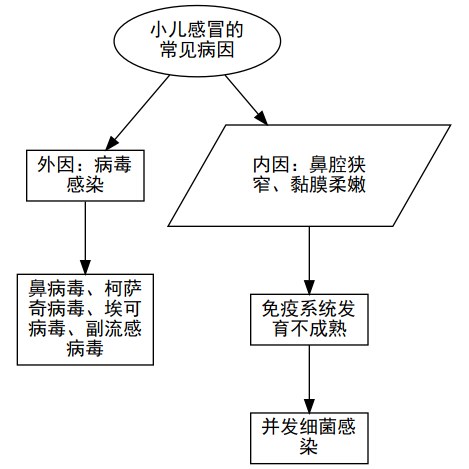 小儿感冒的
常见病因
外因：病毒
感染
内因：鼻腔狭
窄、黏膜柔嫩
鼻病毒、柯萨
奇病毒、埃可
病毒、副流感
病毒
免疫系统发
育不成熟
并发细菌感
染